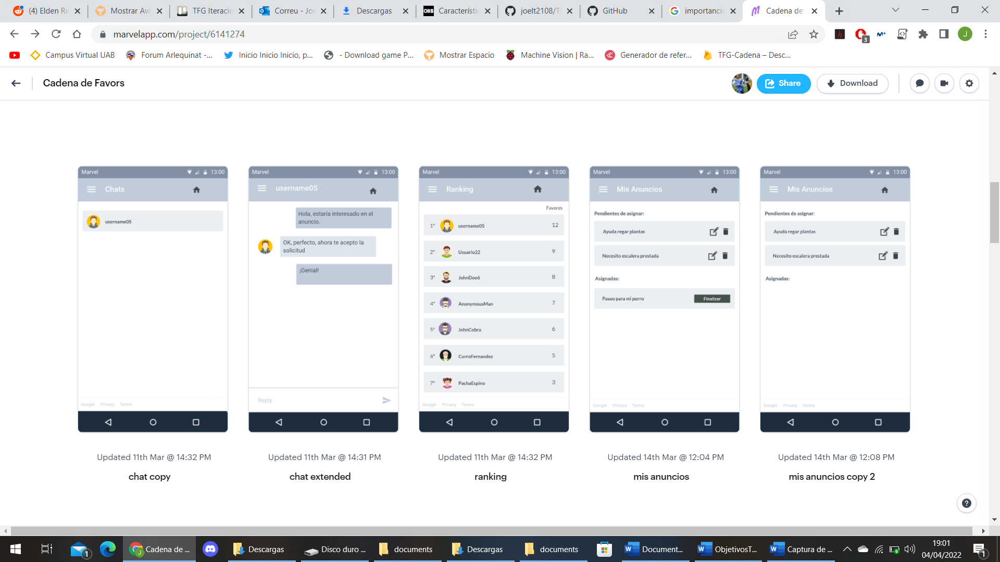 (4) Elden Ri
Mostrar Avi
TFG Iteracio
Correu - Joe
Descargas
OBS
Característi
joelt2108/T
GitHub
importancia
Cadena de
marvelapp.com/project/6141274
h
3
M+
J
Campus Virtual UAB
Forum Arlequinat -...
Inicio Inicio Inicio, p...
- Download game P...
Mostrar Espacio
Machine Vision | Ra...
Generador de refer...
TFG-Cadena – Desc...
Cadena de Favors
Share
Download
Marvel
13:00
Chats
username05
Google Privacy Terms
Updated 11th Mar @ 14:32 PM
chat copy
Marvel
13:00
username05
Hola, estaria interesado en el
anuncio.
OK, perfecto, ahora te acepto la
solicitud
¡Genial!
Reply
Updated 11th Mar @ 14:31 PM
chat extended
Marvel
13:00
Ranking
Favores
1º username05 12
2º Usuario22 9
3º JohnDoe6 8
4º AnonymousMan 7
5º JohnCobra 6
6º CurroFernandez 5
7º PachaEspino 3
Google Privacy Terms
Updated 11th Mar @ 14:32 PM
ranking
Marvel
13:00
Mis Anuncios
Pendientes de asignar:
Ayuda regar plantas
Necesito escalera prestada
Asignadas:
Paseo para mi perro
Finalizar
Google Privacy Terms
Updated 14th Mar @ 12:04 PM
mis anuncios
Marvel
13:00
Mis Anuncios
Pendientes de asignar:
Ayuda regar plantas
Necesito escalera prestada
Asignadas:
Google Privacy Terms
Updated 14th Mar @ 12:08 PM
mis anuncios copy 2
?
1
J
Cadena de ...
Descargas
Disco duro ...
documents
Descargas
documents
Document...
ObjetivosT...
Captura de ...
19:01
04/04/2022
1